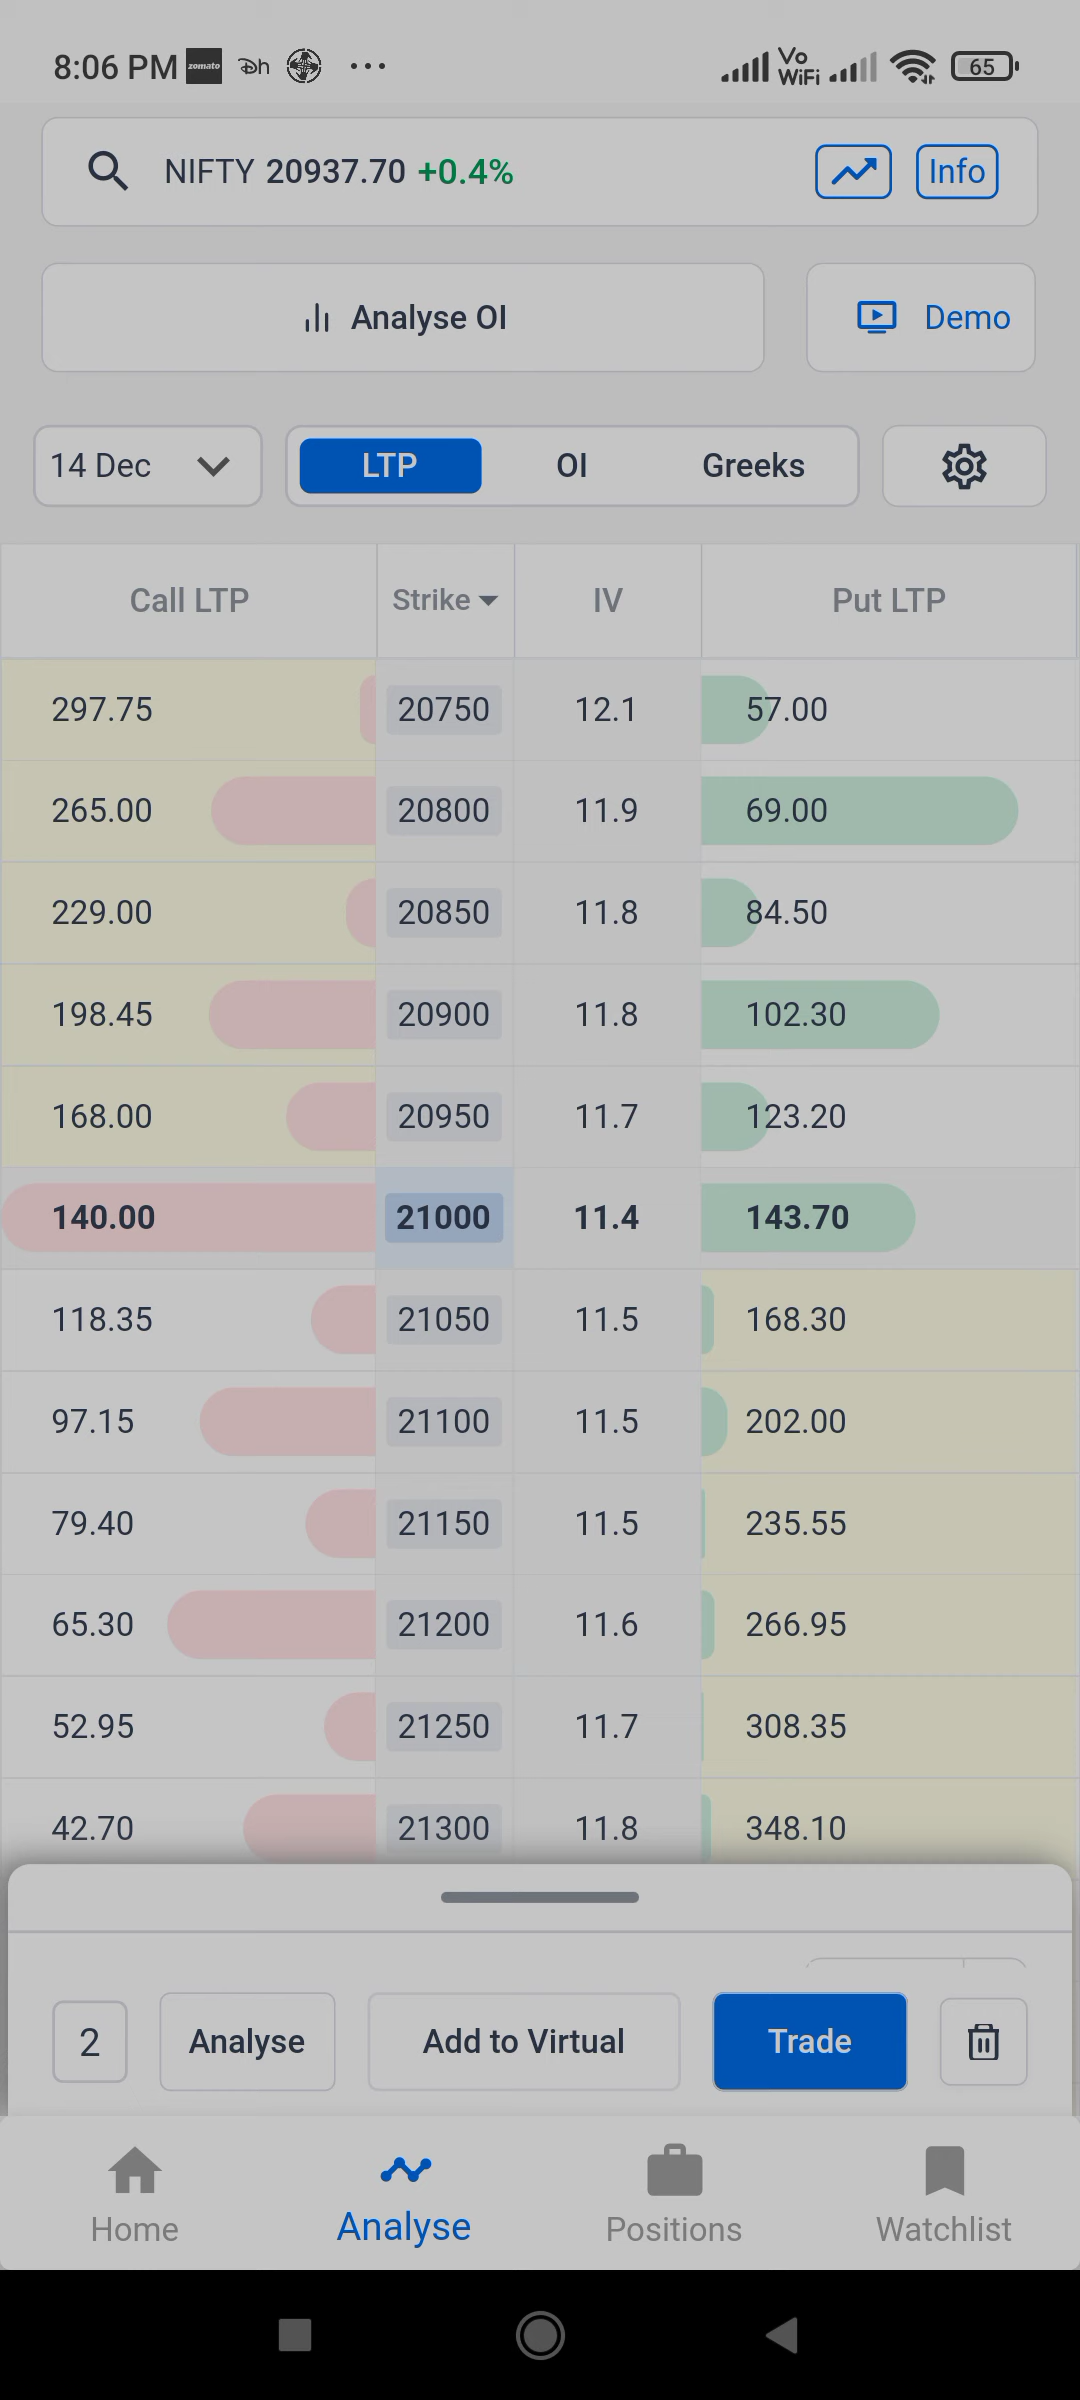 8:06 PM zomato Dh ... Vo WiFi 65
NIFTY 20937.70 +0.4% Info
Analyse OI Demo
14 Dec LTP OI Greeks
Call LTP Strike IV Put LTP
297.75 20750 12.1 57.00
265.00 20800 11.9 69.00
229.00 20850 11.8 84.50
198.45 20900 11.8 102.30
168.00 20950 11.7 123.20
140.00 21000 11.4 143.70
118.35 21050 11.5 168.30
97.15 21100 11.5 202.00
79.40 21150 11.5 235.55
65.30 21200 11.6 266.95
52.95 21250 11.7 308.35
42.70 21300 11.8 348.10
2 Analyse Add to Virtual Trade
Home Analyse Positions Watchlist